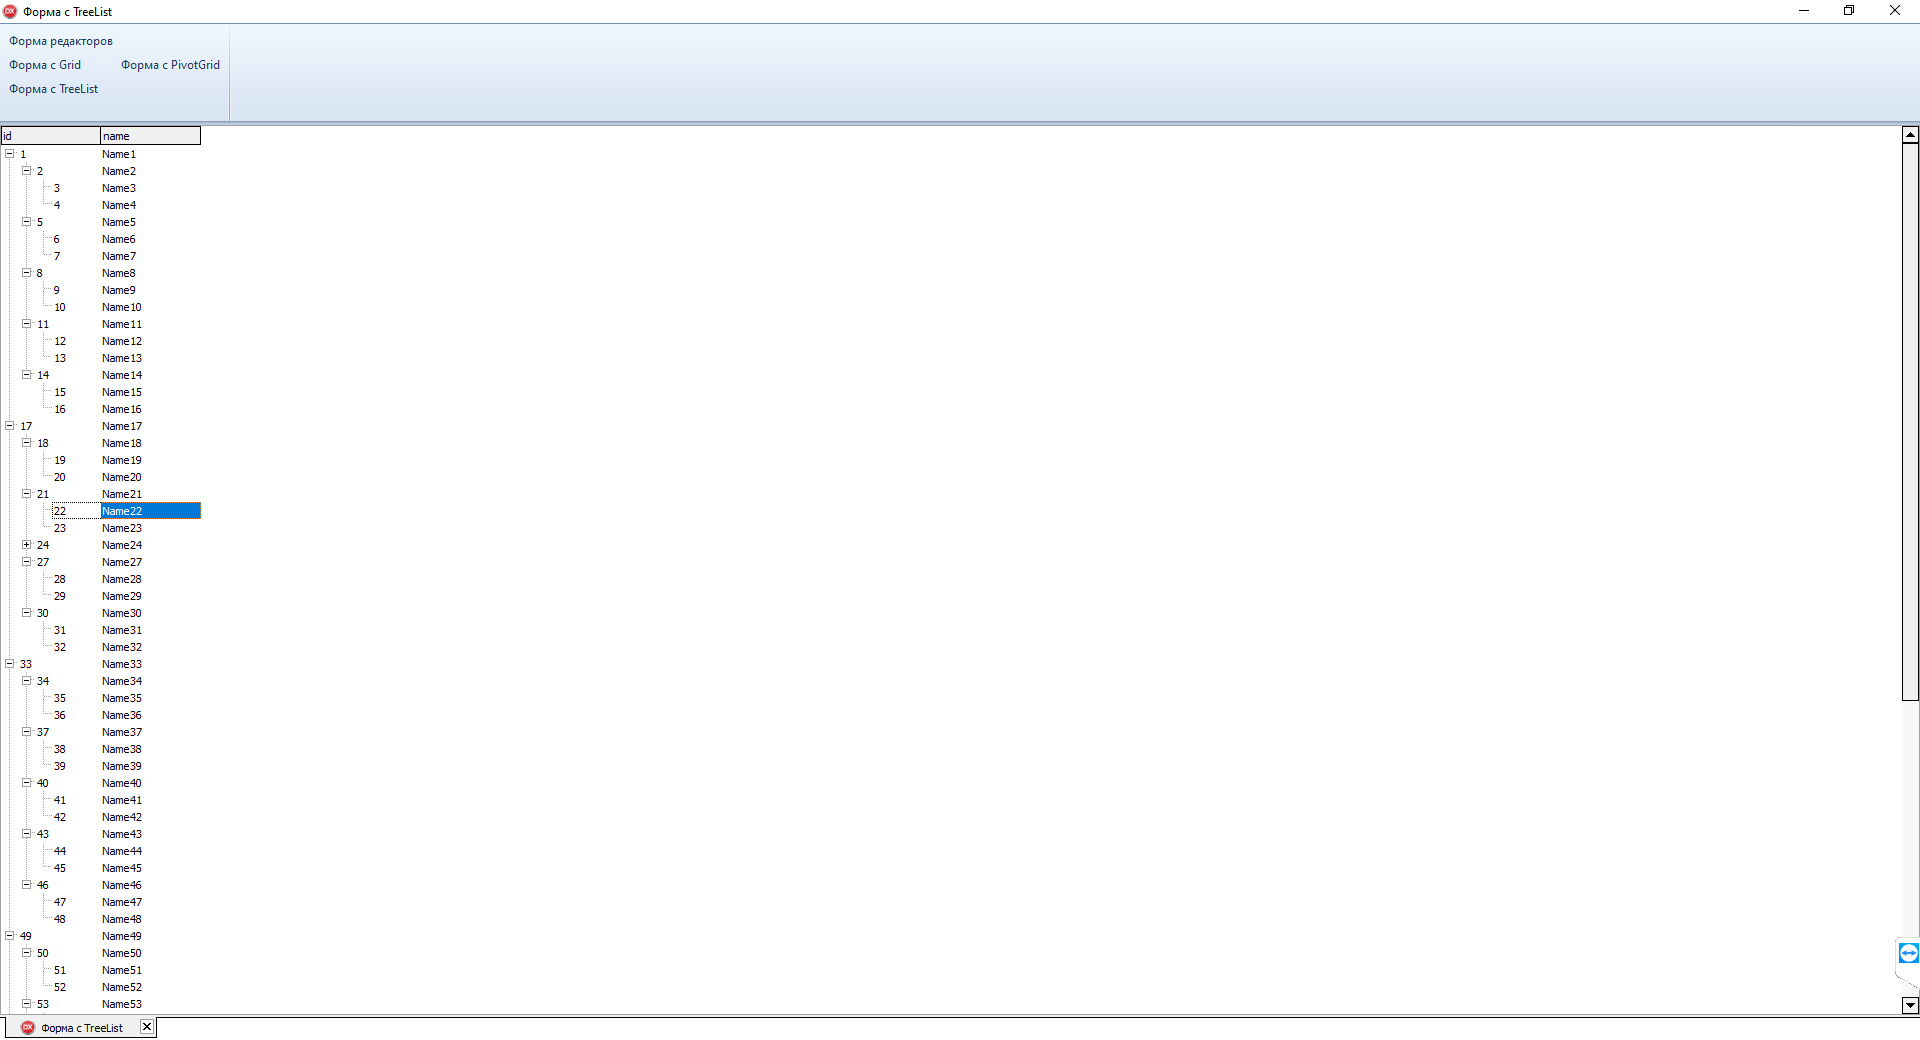 DX Форма с TreeList
Форма редакторов
Форма с Grid Форма с PivotGrid
Форма с TreeList
id name
1 Name1
2 Name2
3 Name3
4 Name4
5 Name5
6 Name6
7 Name7
8 Name8
9 Name9
10 Name10
11 Name11
12 Name12
13 Name13
14 Name14
15 Name15
16 Name16
17 Name17
18 Name18
19 Name19
20 Name20
21 Name21
22 Name22
23 Name23
24 Name24
27 Name27
28 Name28
29 Name29
30 Name30
31 Name31
32 Name32
33 Name33
34 Name34
35 Name35
36 Name36
37 Name37
38 Name38
39 Name39
40 Name40
41 Name41
42 Name42
43 Name43
44 Name44
45 Name45
46 Name46
47 Name47
48 Name48
49 Name49
50 Name50
51 Name51
52 Name52
53 Name53
DX Форма с TreeList